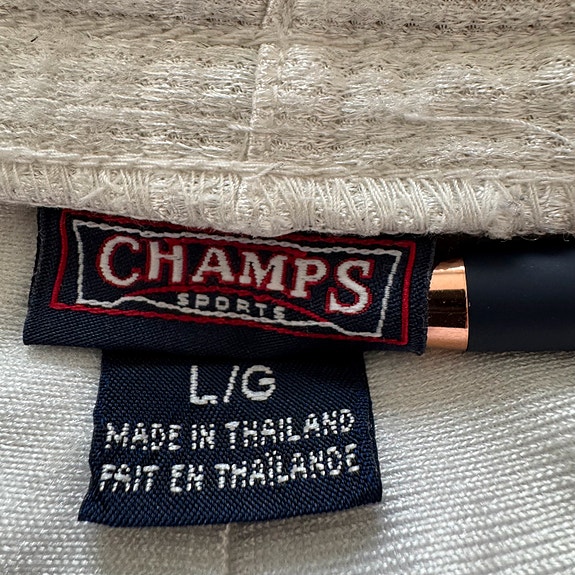 CHAMPS
SPORTS
L/G
MADE IN THAILAND
FAIT EN THAÏLANDE